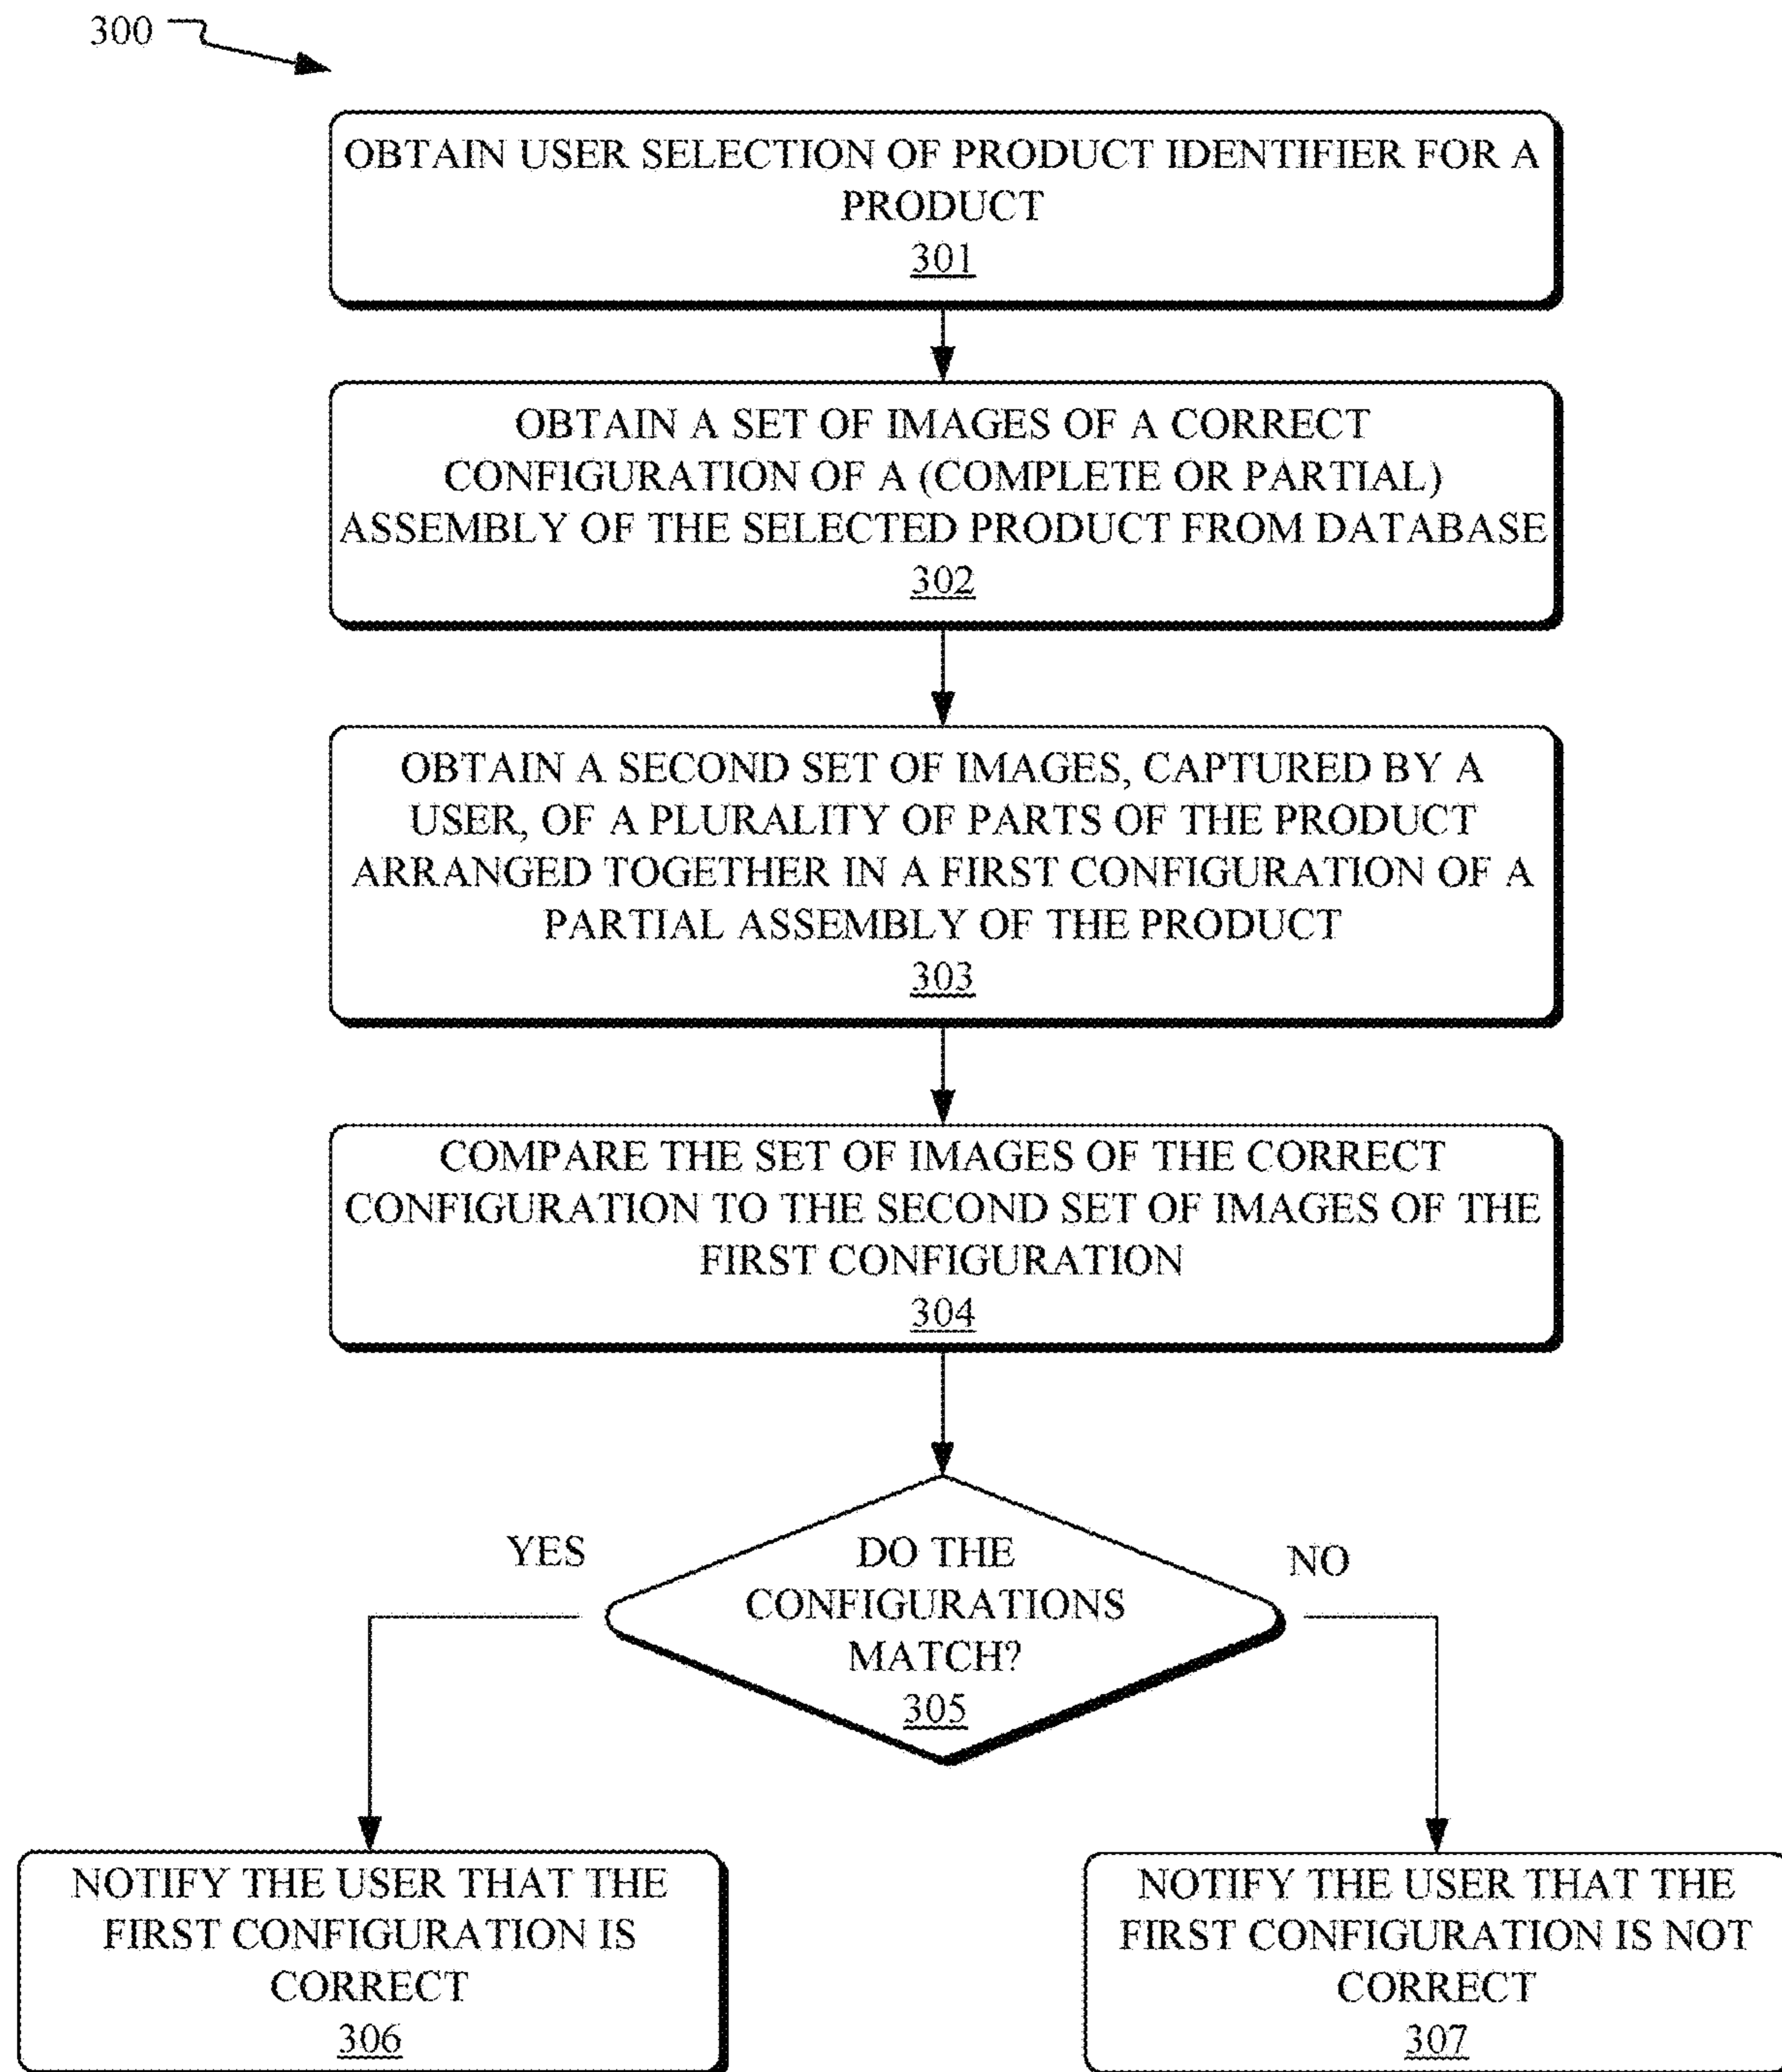 300
OBTAIN USER SELECTION OF PRODUCT IDENTIFIER FOR A
PRODUCT
301
OBTAIN A SET OF IMAGES OF A CORRECT
CONFIGURATION OF A (COMPLETE OR PARTIAL)
ASSEMBLY OF THE SELECTED PRODUCT FROM DATABASE
302
OBTAIN A SECOND SET OF IMAGES, CAPTURED BY A
USER, OF A PLURALITY OF PARTS OF THE PRODUCT
ARRANGED TOGETHER IN A FIRST CONFIGURATION OF A
PARTIAL ASSEMBLY OF THE PRODUCT
303
COMPARE THE SET OF IMAGES OF THE CORRECT
CONFIGURATION TO THE SECOND SET OF IMAGES OF THE
FIRST CONFIGURATION
304
DO THE
CONFIGURATIONS
MATCH?
305
YES
NO
NOTIFY THE USER THAT THE
FIRST CONFIGURATION IS
CORRECT
306
NOTIFY THE USER THAT THE
FIRST CONFIGURATION IS NOT
CORRECT
307